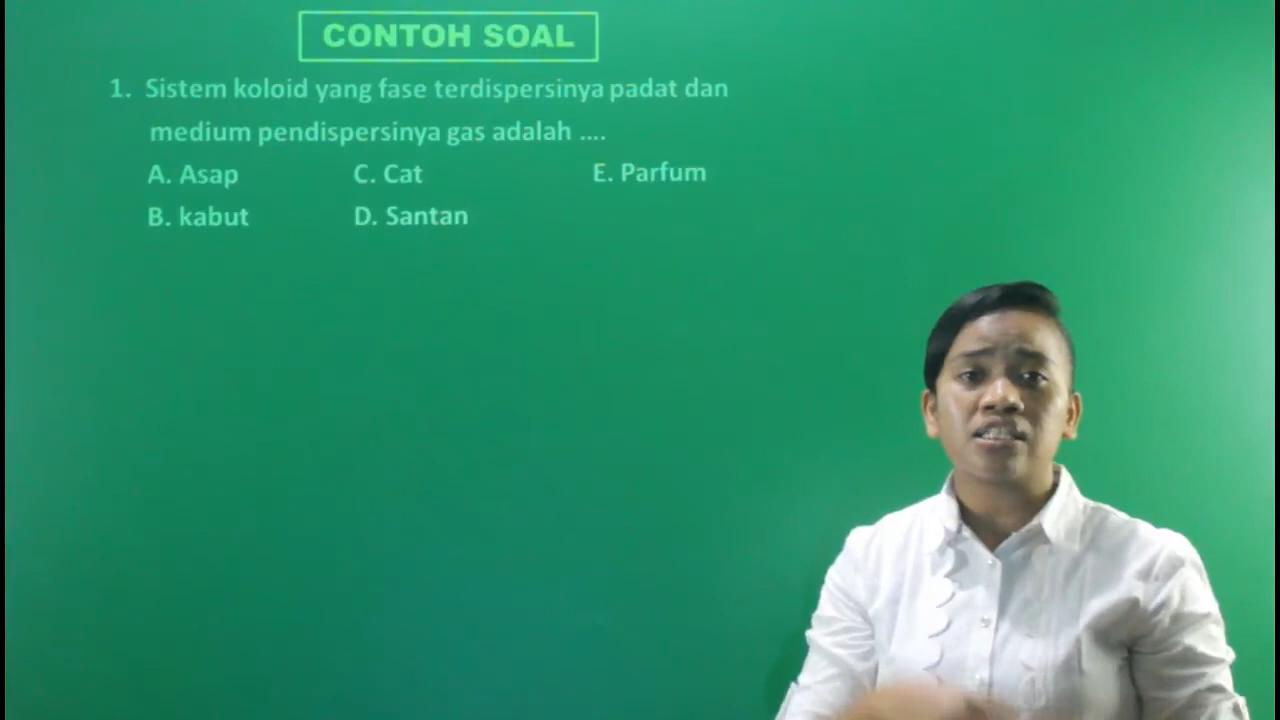 CONTOH SOAL
1. Sistem koloid yang fase terdispersinya padat dan
medium pendispersinya gas adalah ....
A. Asap C. Cat E. Parfum
B. kabut D. Santan